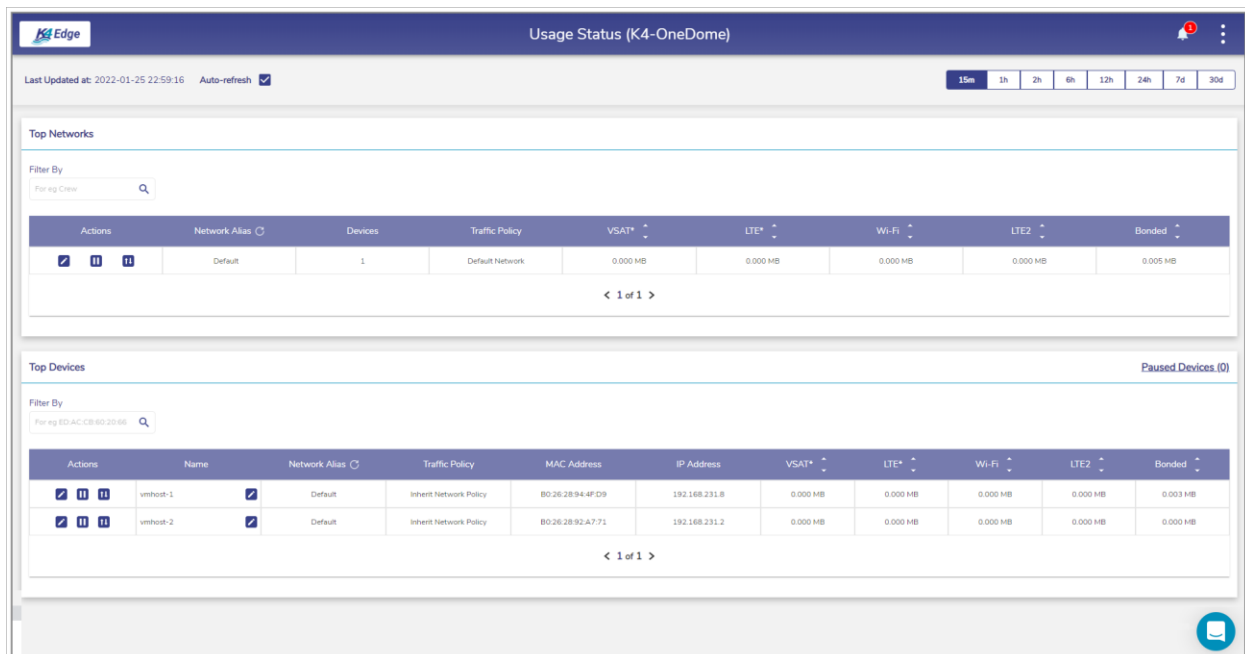 K4 Edge
Usage Status (K4-OneDome)
1
Last Updated at: 2022-01-25 22:59:16 Auto-refresh
15m 1h 2h 6h 12h 24h 7d 30d
Top Networks
Filter By
For eg Crew
Actions Network Alias Devices Traffic Policy VSAT* LTE* Wi-Fi LTE2 Bonded
Default 1 Default Network 0.000 MB 0.000 MB 0.000 MB 0.000 MB 0.005 MB
< 1 of 1 >
Top Devices Paused Devices (0)
Filter By
For eg ED:AC:CB:60:20:66
Actions Name Network Alias Traffic Policy MAC Address IP Address VSAT* LTE* Wi-Fi LTE2 Bonded
vmhost-1 Default Inherit Network Policy B0:26:28:94:4F:D9 192.168.231.8 0.000 MB 0.000 MB 0.000 MB 0.000 MB 0.003 MB
vmhost-2 Default Inherit Network Policy B0:26:28:92:A7:71 192.168.231.2 0.000 MB 0.000 MB 0.000 MB 0.000 MB 0.000 MB
< 1 of 1 >